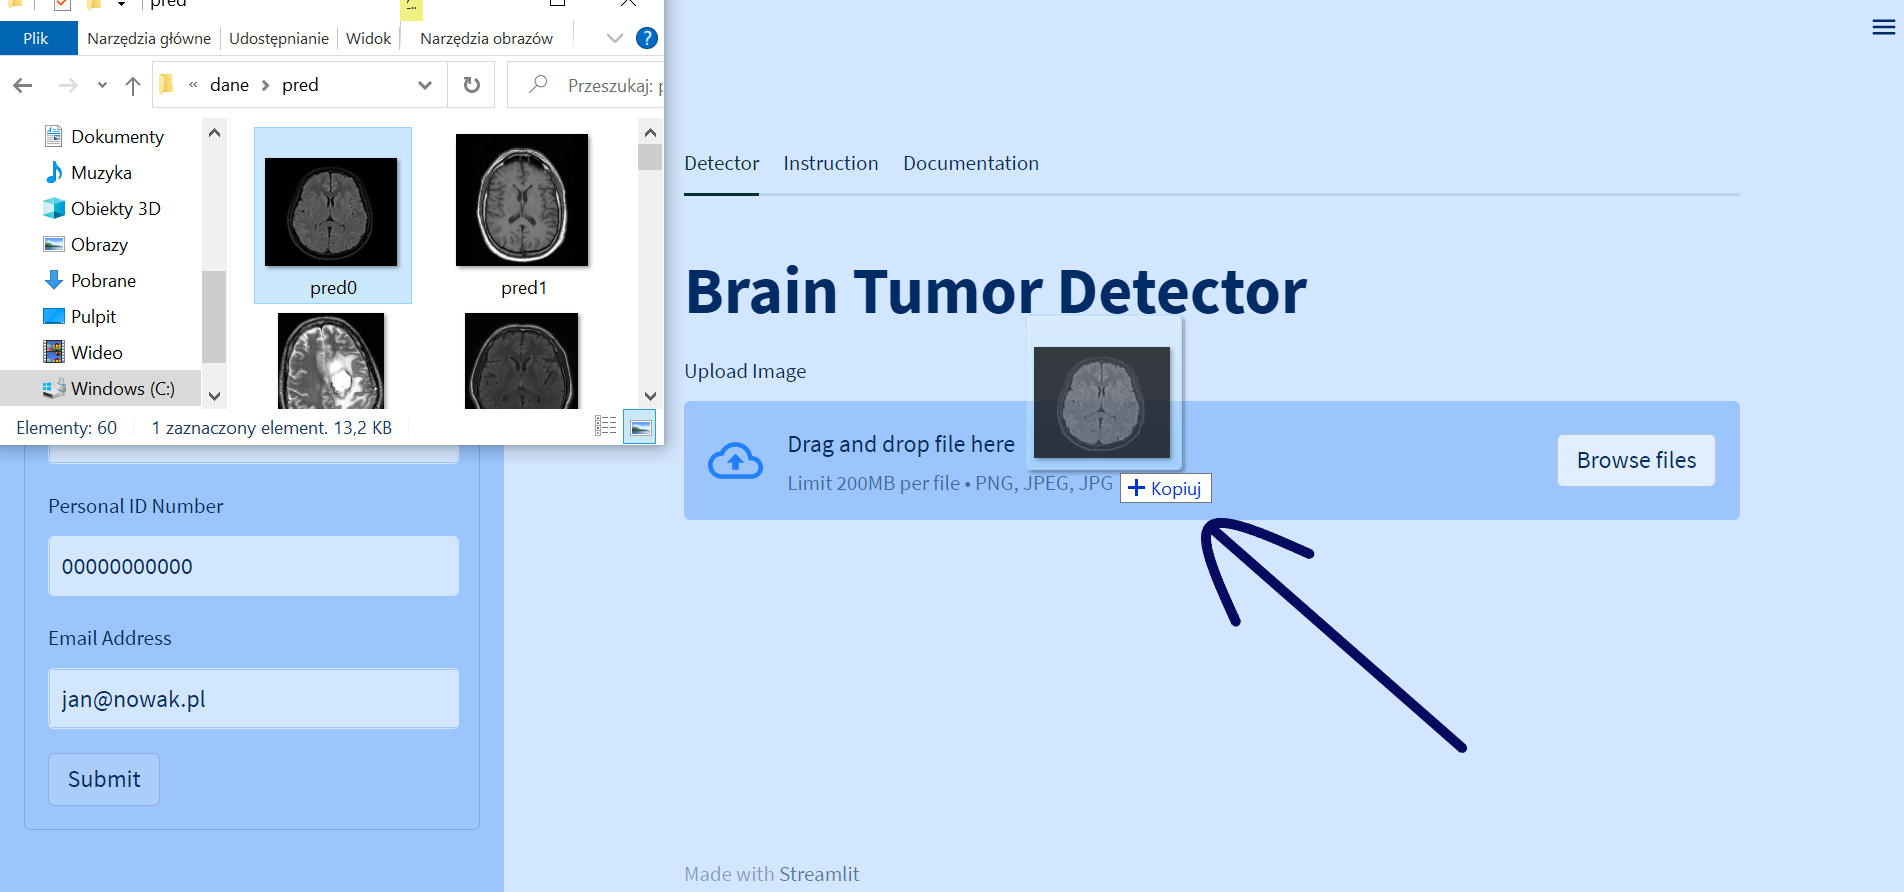 pred
Plik Narzędzia główne Udostępnianie Widok Narzędzia obrazów ?
« dane > pred Przeszukaj: p
Dokumenty
Muzyka
Obiekty 3D
Obrazy
Pobrane
Pulpit
Wideo
Windows (C:)
pred0 pred1
Elementy: 60 1 zaznaczony element. 13,2 KB
Personal ID Number
00000000000
Email Address
jan@nowak.pl
Submit
Detector Instruction Documentation
Brain Tumor Detector
Upload Image
Drag and drop file here
Limit 200MB per file • PNG, JPEG, JPG
+ Kopiuj
Browse files
Made with Streamlit